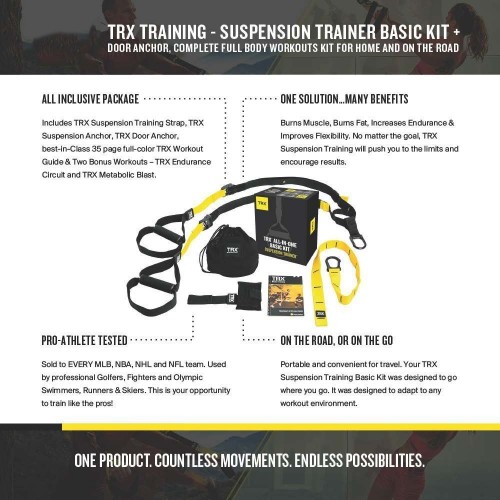 TRX TRAINING - SUSPENSION TRAINER BASIC KIT +
DOOR ANCHOR, COMPLETE FULL BODY WORKOUTS KIT FOR HOME AND ON THE ROAD
ALL INCLUSIVE PACKAGE
Includes TRX Suspension Training Strap, TRX
Suspension Anchor, TRX Door Anchor,
best-in-Class 35 page full-color TRX Workout
Guide & Two Bonus Workouts – TRX Endurance
Circuit and TRX Metabolic Blast.
ONE SOLUTION...MANY BENEFITS
Burns Muscle, Burns Fat, Increases Endurance &
Improves Flexibility. No matter the goal, TRX
Suspension Training will push you to the limits and
encourage results.
TRX
TRX ALL-IN-ONE
BASIC KIT
SUSPENSION TRAINER
TRX
TRX
TRX
PRO-ATHLETE TESTED
Sold to EVERY MLB, NBA, NHL and NFL team. Used
by professional Golfers, Fighters and Olympic
Swimmers, Runners & Skiers. This is your opportunity
to train like the pros!
ON THE ROAD, OR ON THE GO
Portable and convenient for travel. Your TRX
Suspension Training Basic Kit was designed to go
where you go. It was designed to adapt to any
workout environment.
ONE PRODUCT. COUNTLESS MOVEMENTS. ENDLESS POSSIBILITIES.